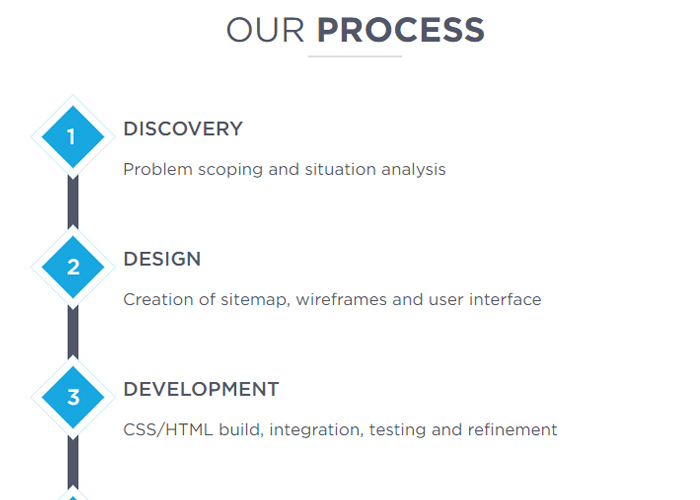 OUR PROCESS
1
DISCOVERY
Problem scoping and situation analysis
2
DESIGN
Creation of sitemap, wireframes and user interface
3
DEVELOPMENT
CSS/HTML build, integration, testing and refinement